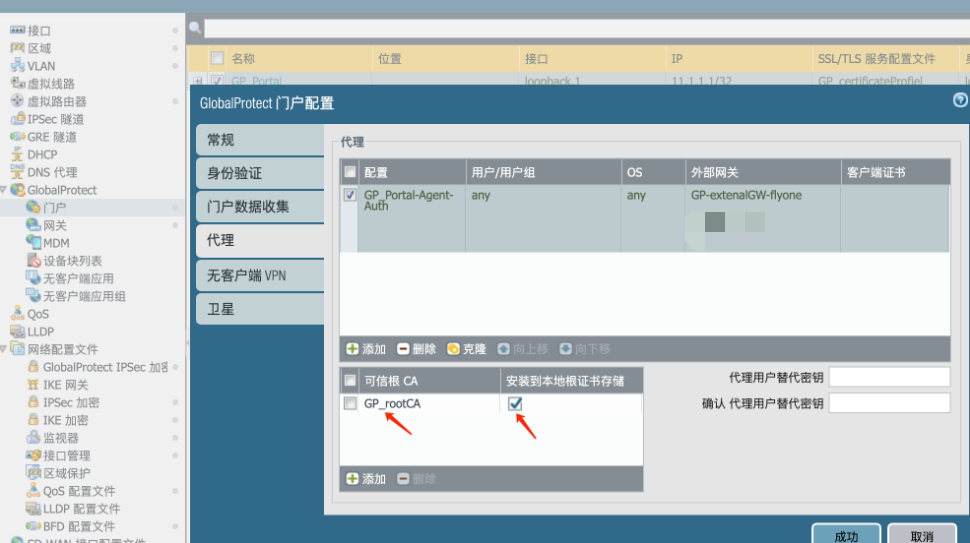 接口
区域
VLAN
虚拟线路
虚拟路由器
IPSec 隧道
GRE 隧道
DHCP
DNS 代理
GlobalProtect
门户
网关
MDM
设备块列表
无客户端应用
无客户端应用组
QoS
LLDP
网络配置文件
GlobalProtect IPSec 加密
IKE 网关
IPSec 加密
IKE 加密
监视器
接口管理
区域保护
QoS 配置文件
LLDP 配置文件
BFD 配置文件
SD-WAN 接口配置文件
名称 位置 接口 IP SSL/TLS 服务配置文件
GP_Portal loopback.1 11.1.1.1/32 GP_certificateProfiel
GlobalProtect 门户配置
常规
身份验证
门户数据收集
代理
无客户端 VPN
卫星
代理
配置 用户/用户组 OS 外部网关 客户端证书
GP_Portal-Agent-Auth any any GP-extenalGW-flyone
添加 删除 克隆 向上移 向下移
可信根 CA 安装到本地根证书存储
GP_rootCA
添加 删除
代理用户替代密钥
确认 代理用户替代密钥
成功 取消